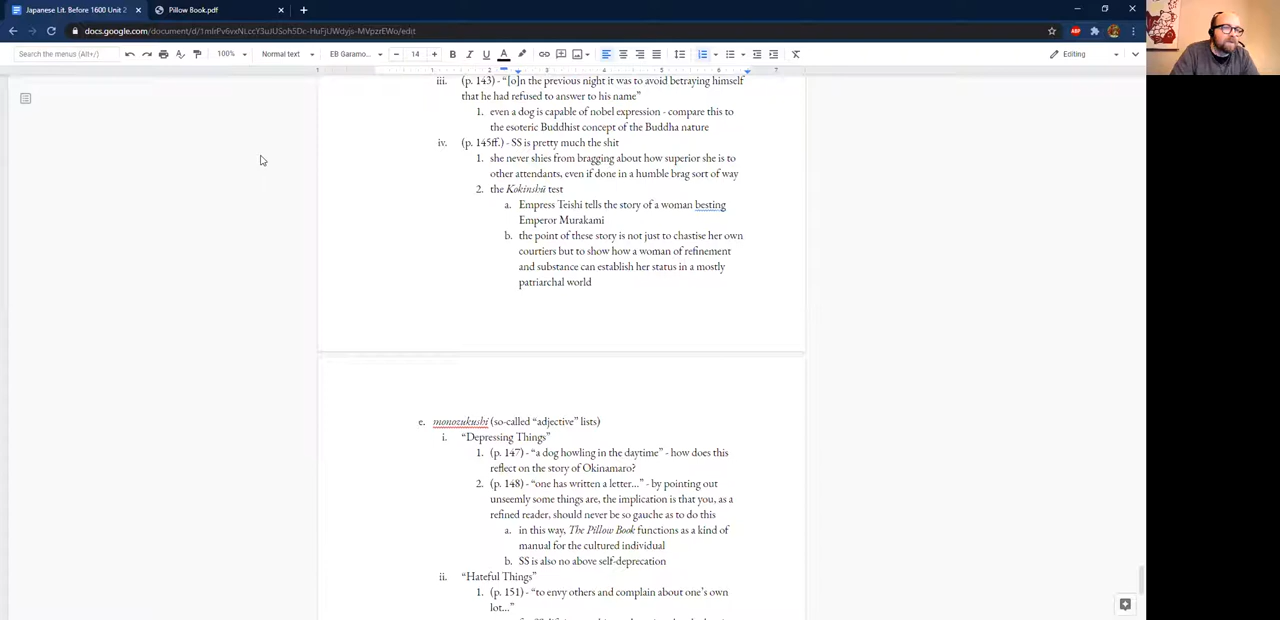 Japanese Lit. Before 1600 Unit 2
Pillow Book.pdf
docs.google.com/document/d/1mIrPv6vxNLccY3uJUSoh5Dc-HuFjUWdyjs-MVpzrEWo/edit
ABP
Search the menus (Alt+/)
100%
Normal text
EB Garamo...
14
B I U A
Editing
iii. (p. 143) - “[o]n the previous night it was to avoid betraying himself
that he had refused to answer to his name”
1. even a dog is capable of nobel expression - compare this to
the esoteric Buddhist concept of the Buddha nature
iv. (p. 145ff.) - SS is pretty much the shit
1. she never shies from bragging about how superior she is to
other attendants, even if done in a humble brag sort of way
2. the Kokinshū test
a. Empress Teishi tells the story of a woman besting
Emperor Murakami
b. the point of these story is not just to chastise her own
courtiers but to show how a woman of refinement
and substance can establish her status in a mostly
patriarchal world
e. monozukushi (so-called “adjective” lists)
i. “Depressing Things”
1. (p. 147) - “a dog howling in the daytime” - how does this
reflect on the story of Okinamaro?
2. (p. 148) - “one has written a letter...” - by pointing out
unseemly some things are, the implication is that you, as a
refined reader, should never be so gauche as to do this
a. in this way, The Pillow Book functions as a kind of
manual for the cultured individual
b. SS is also no above self-deprecation
ii. “Hateful Things”
1. (p. 151) - “to envy others and complain about one’s own
lot...”